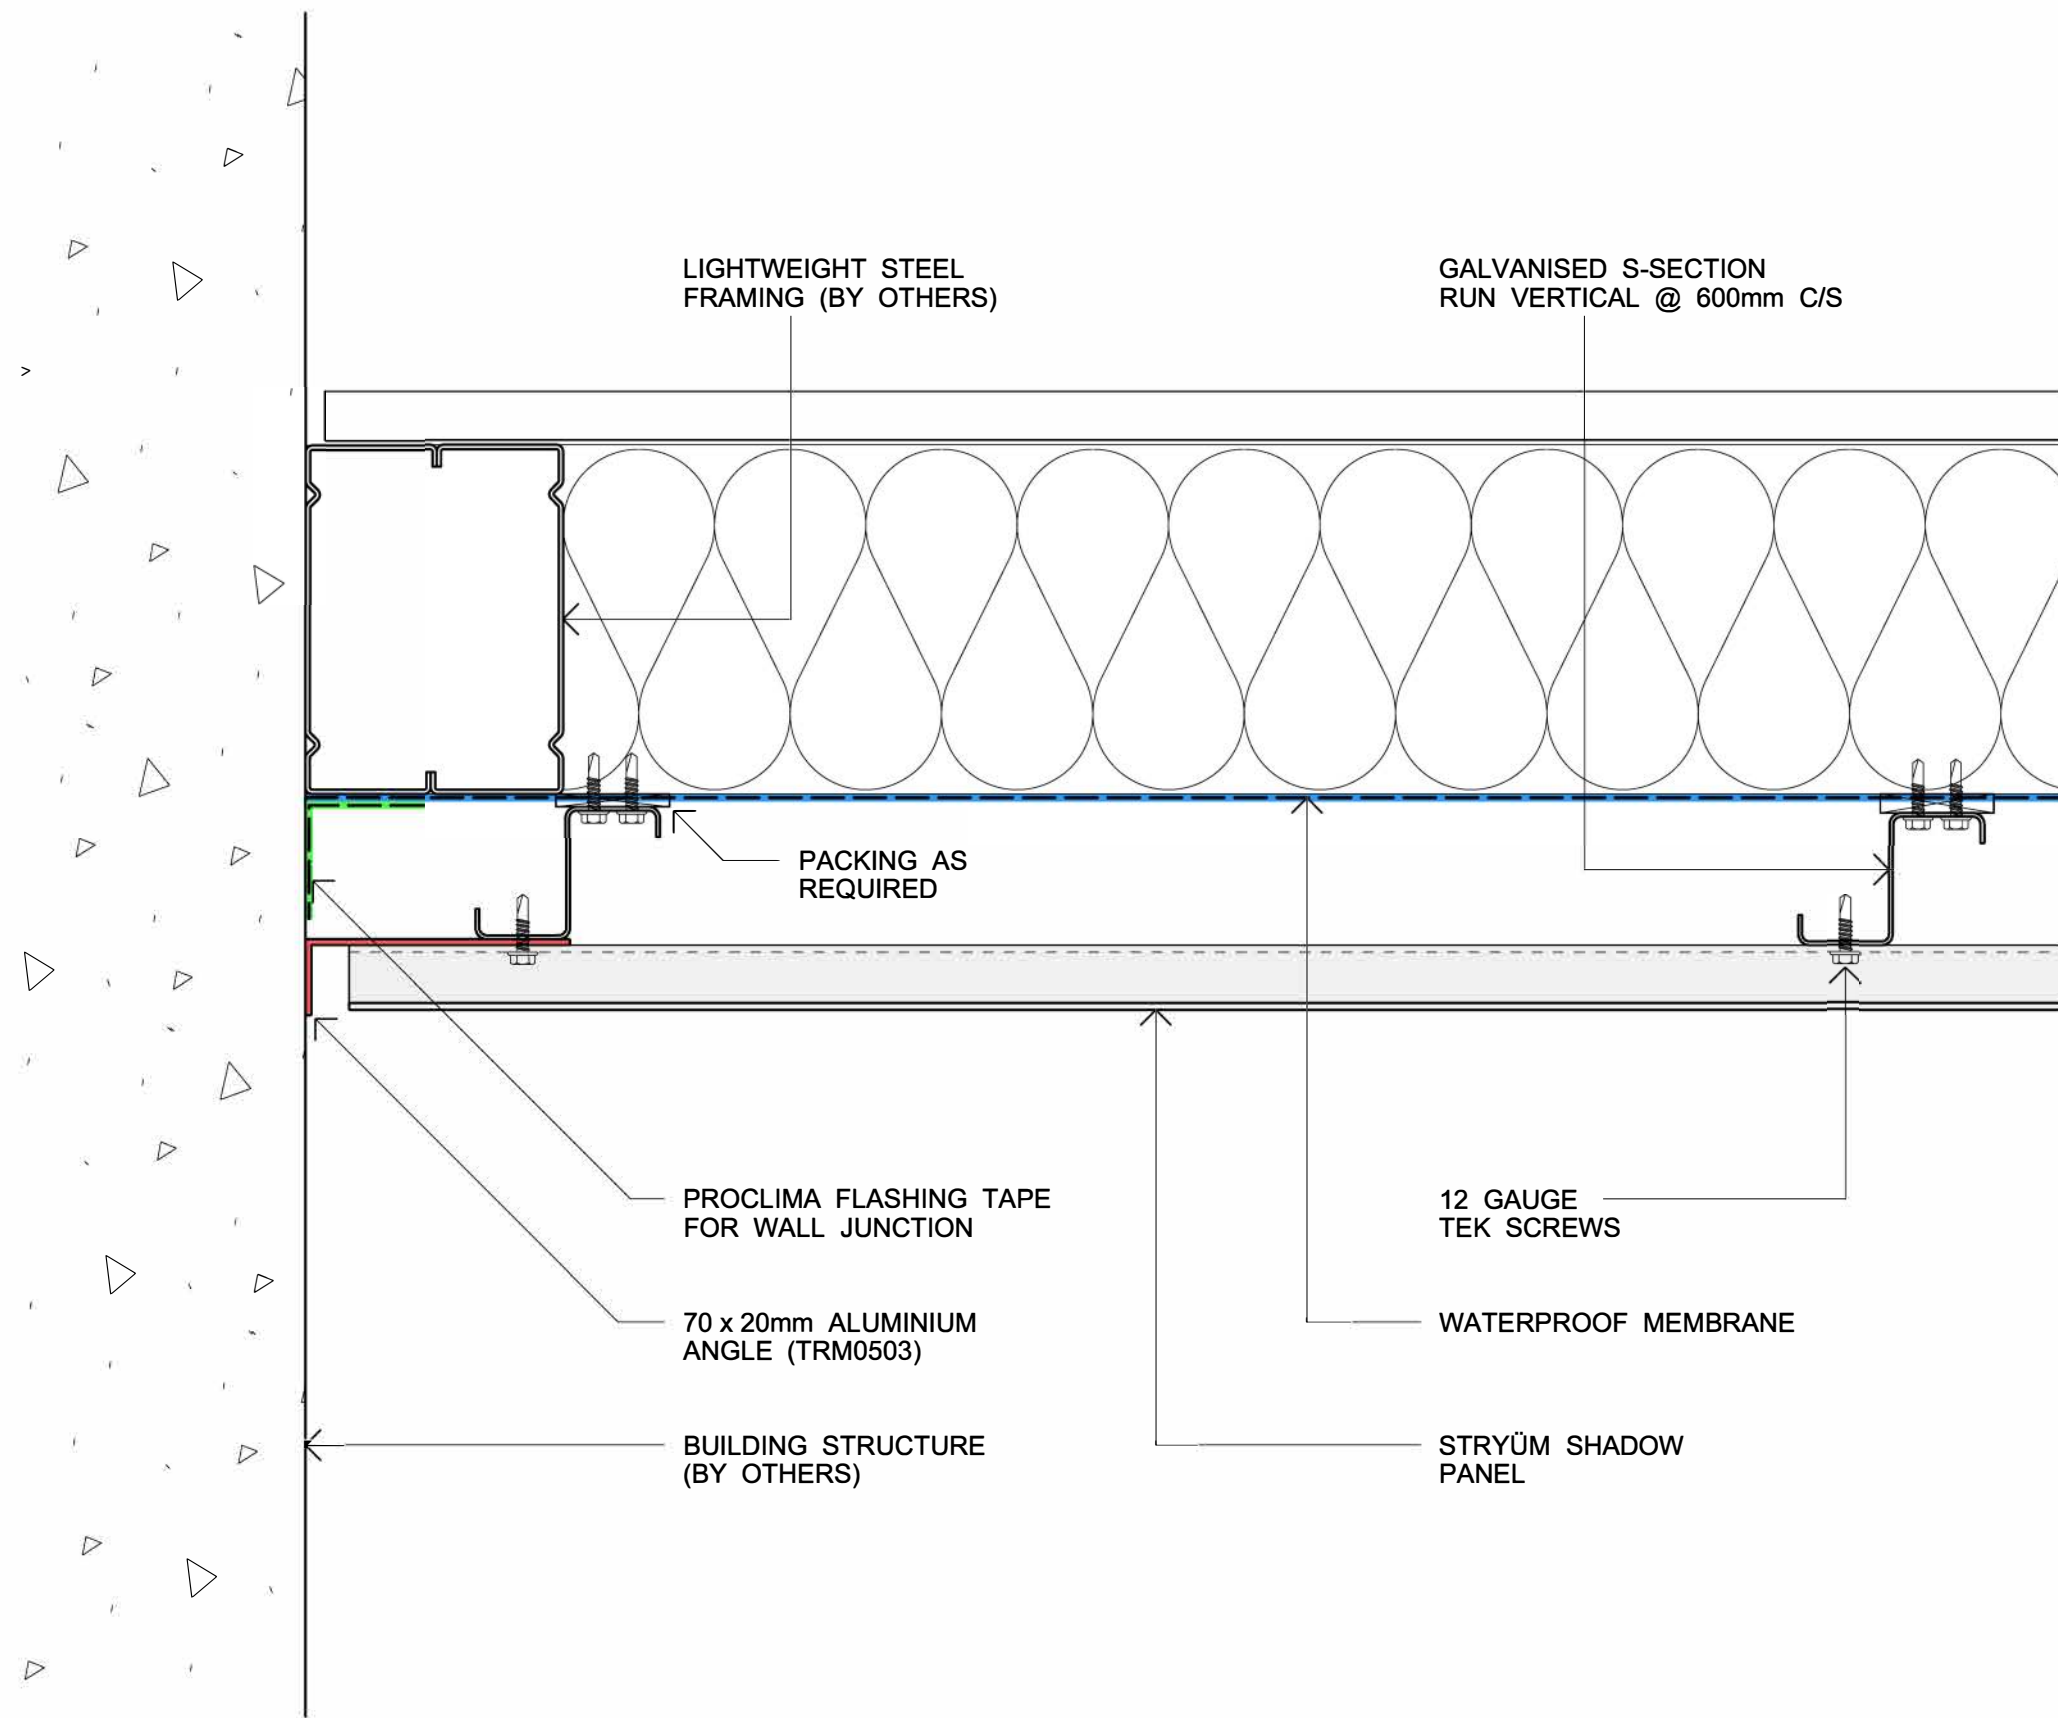 LIGHTWEIGHT STEEL
FRAMING (BY OTHERS)
GALVANISED S-SECTION
RUN VERTICAL @ 600mm C/S
PACKING AS
REQUIRED
PROCLIMA FLASHING TAPE
FOR WALL JUNCTION
12 GAUGE
TEK SCREWS
70 x 20mm ALUMINIUM
ANGLE (TRM0503)
WATERPROOF MEMBRANE
BUILDING STRUCTURE
(BY OTHERS)
STRYÜM SHADOW
PANEL